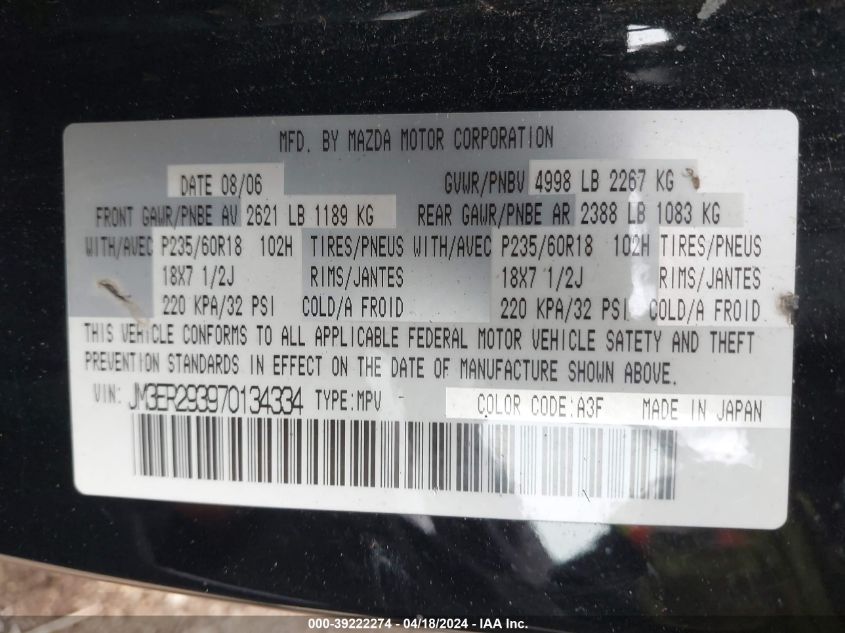 MFD. BY MAZDA MOTOR CORPORATION
DATE 08/06 GVWR/PNBV 4998 LB 2267 KG
FRONT GAWR/PNBE AV 2621 LB 1189 KG REAR GAWR/PNBE AR 2388 LB 1083 KG
WITH/AVEC P235/60R18 102H TIRES/PNEUS WITH/AVEC P235/60R18 102H TIRES/PNEUS
18X7 1/2J RIMS/JANTES 18X7 1/2J RIMS/JANTES
220 KPA/32 PSI COLD/A FROID 220 KPA/32 PSI COLD/A FROID
THIS VEHICLE CONFORMS TO ALL APPLICABLE FEDERAL MOTOR VEHICLE SAFETY AND THEFT
PREVENTION STANDARDS IN EFFECT ON THE DATE OF MANUFACTURE SHOWN ABOVE.
VIN: JM3ER293970134334 TYPE:MPV - COLOR CODE:A3F MADE IN JAPAN
000-39222274 - 04/18/2024 - IAA Inc.